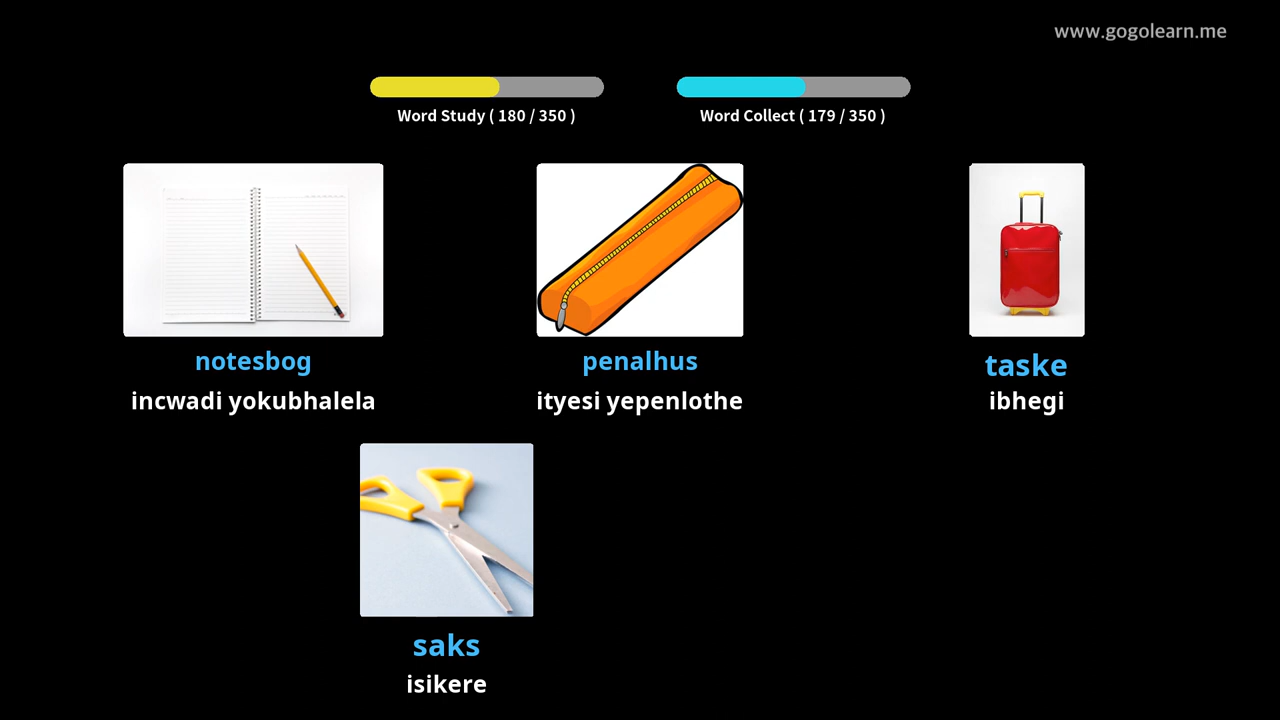 www.gogolearn.me
Word Study ( 180 / 350 )
Word Collect ( 179 / 350 )
notesbog
incwadi yokubhalela
penalhus
ityesi yepenlothe
taske
ibhegi
saks
isikere